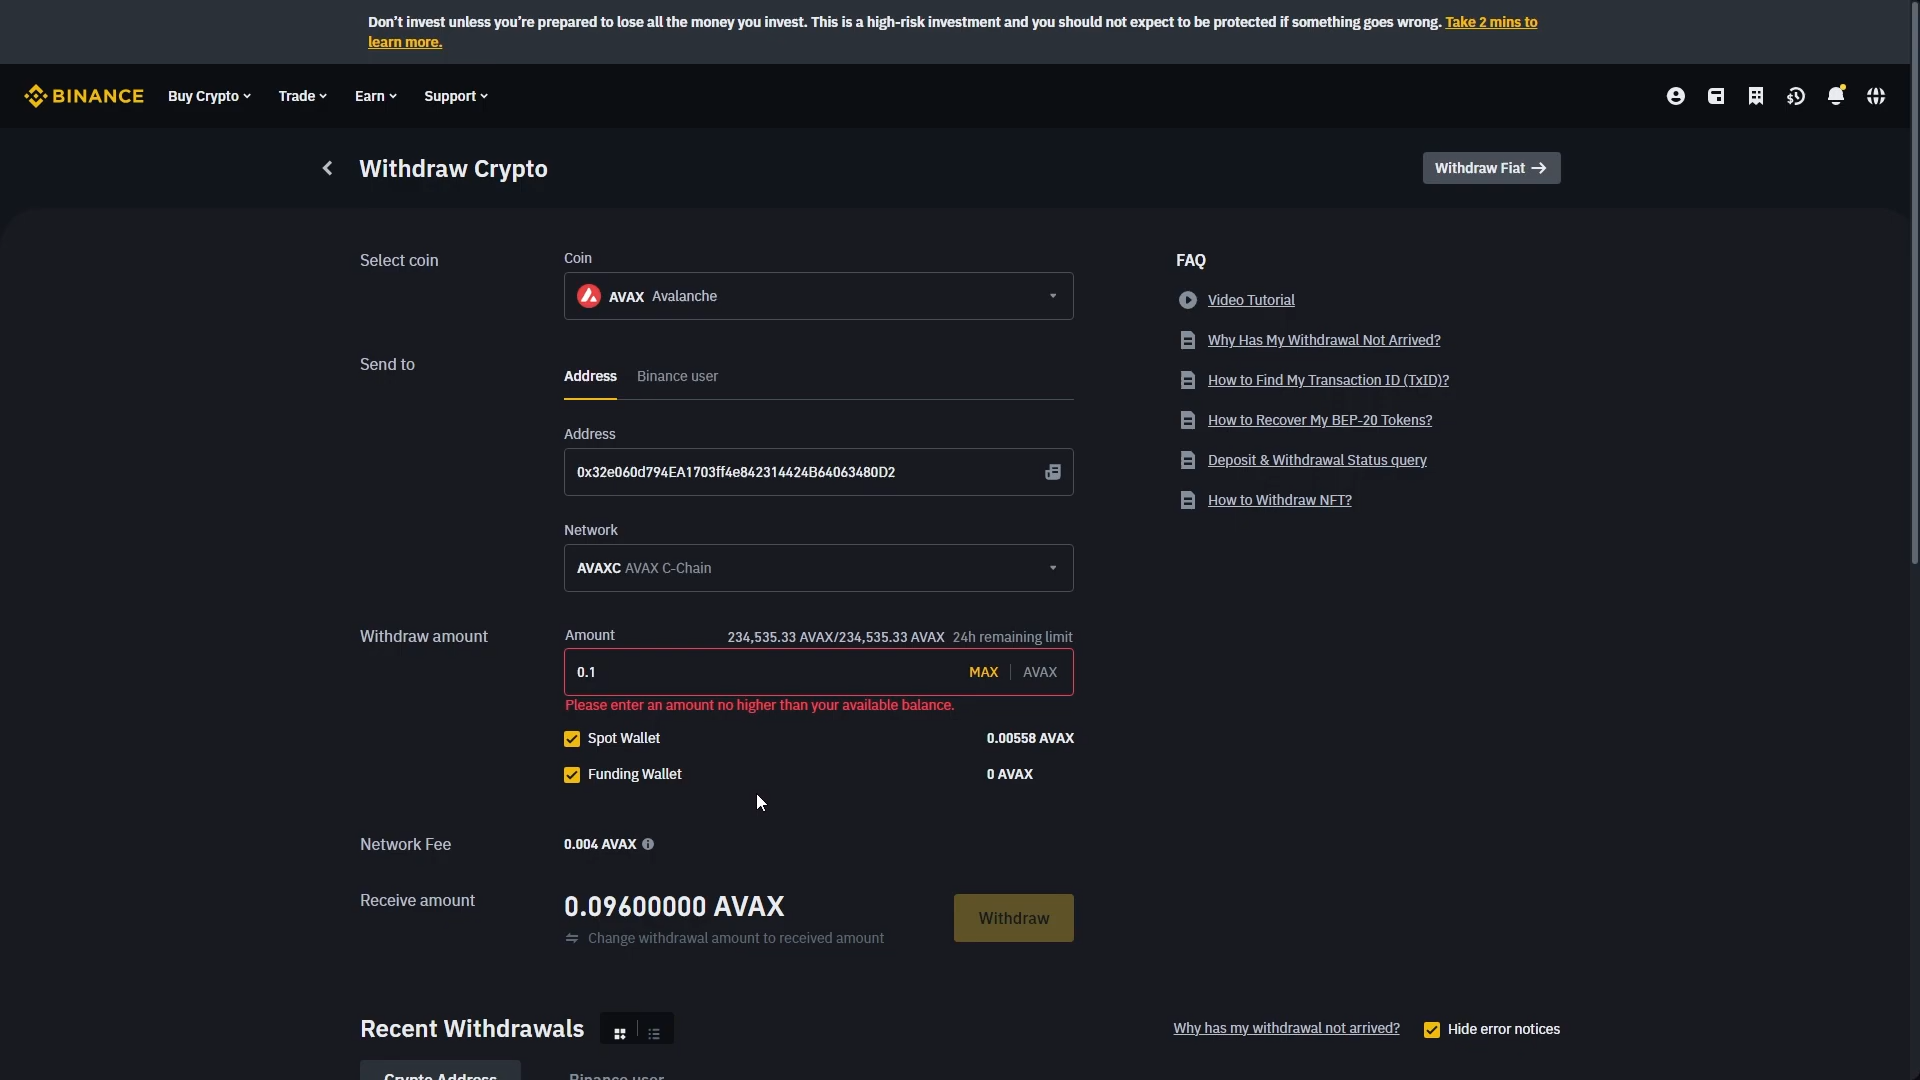 Don't invest unless you're prepared to lose all the money you invest. This is a high-risk investment and you should not expect to be protected if something goes wrong. Take 2 mins to
learn more.
BINANCE Buy Crypto Trade Earn Support
Withdraw Crypto
Withdraw Fiat →
Select coin
Coin
AVAX Avalanche
Send to
Address Binance user
Address
0x32e060d794EA1703ff4e842314424B64063480D2
Network
AVAXC AVAX C-Chain
Withdraw amount
Amount 234,535.33 AVAX/234,535.33 AVAX 24h remaining limit
0.1 MAX | AVAX
Please enter an amount no higher than your available balance.
Spot Wallet 0.00558 AVAX
Funding Wallet 0 AVAX
Network Fee
0.004 AVAX
Receive amount
0.09600000 AVAX
Change withdrawal amount to received amount
Withdraw
FAQ
Video Tutorial
Why Has My Withdrawal Not Arrived?
How to Find My Transaction ID (TxID)?
How to Recover My BEP-20 Tokens?
Deposit & Withdrawal Status query
How to Withdraw NFT?
Recent Withdrawals
Why has my withdrawal not arrived? Hide error notices
Crypto Address Binance user